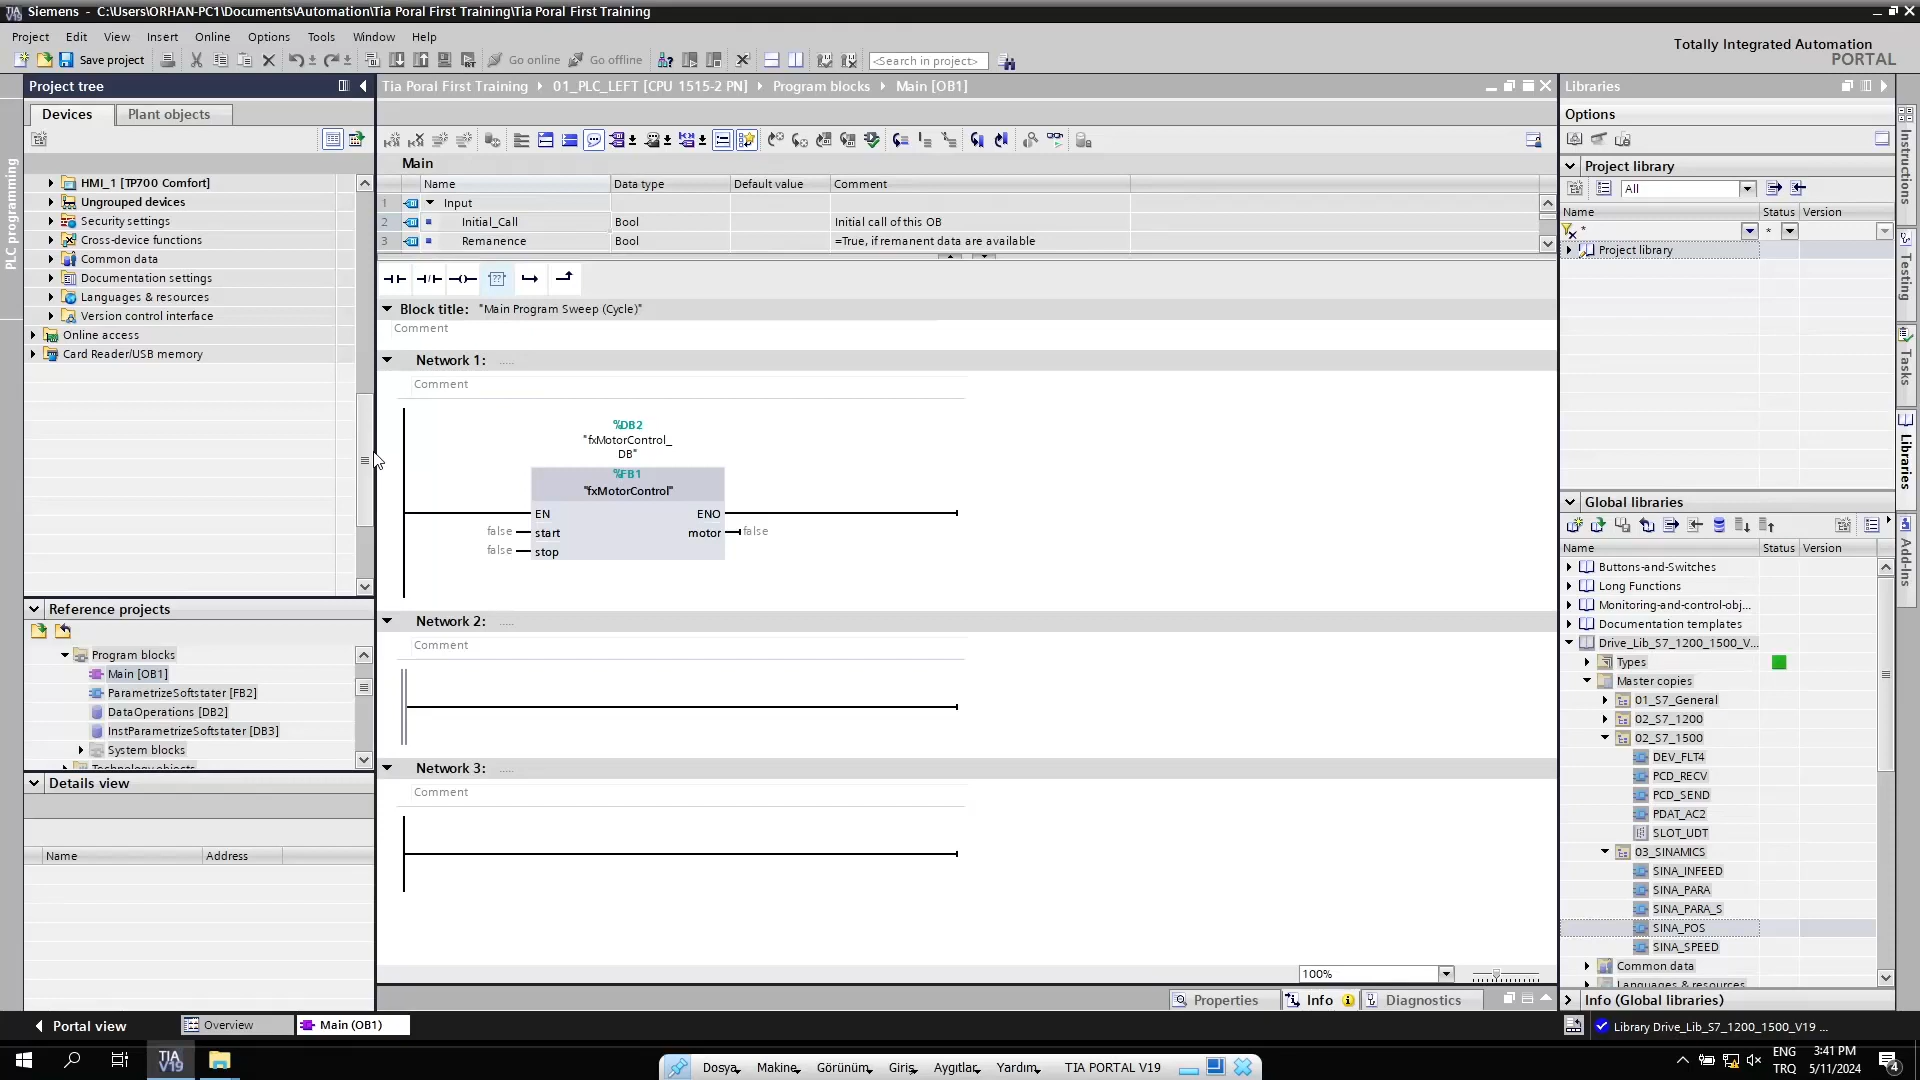 Siemens - C:\Users\ORHAN-PC1\Documents\Automation\Tia Poral First Training\Tia Poral First Training
Project Edit View Insert Online Options Tools Window Help
Totally Integrated Automation
PORTAL
Save project
Go online
Go offline
<Search in project>
Project tree
Devices
Plant objects
PLC programming
HMI_1 [TP700 Comfort]
Ungrouped devices
Security settings
Cross-device functions
Common data
Documentation settings
Languages & resources
Version control interface
Online access
Card Reader/USB memory
Reference projects
Program blocks
Main [OB1]
ParametrizeSoftstater [FB2]
DataOperations [DB2]
InstParametrizeSoftstater [DB3]
System blocks
Technology objects
Details view
Name Address
Tia Poral First Training 01_PLC_LEFT [CPU 1515-2 PN] Program blocks Main [OB1]
Main
Name Data type Default value Comment
1 Input
2 Initial_Call Bool Initial call of this OB
3 Remanence Bool =True, if remanent data are available
??
Block title: "Main Program Sweep (Cycle)"
Comment
Network 1: .....
Comment
%DB2
"fxMotorControl_
DB"
%FB1
"fxMotorControl"
EN ENO
false start motor false
false stop
Network 2: .....
Comment
Network 3: .....
Comment
100%
Properties
Info
Diagnostics
Libraries
Options
Project library
All
Name Status Version
* *
Project library
Global libraries
Name Status Version
Buttons-and-Switches
Long Functions
Monitoring-and-control-obj...
Documentation templates
Drive_Lib_S7_1200_1500_V...
Types
Master copies
01_S7_General
02_S7_1200
02_S7_1500
DEV_FLT4
PCD_RECV
PCD_SEND
PDAT_AC2
SLOT_UDT
03_SINAMICS
SINA_INFEED
SINA_PARA
SINA_PARA_S
SINA_POS
SINA_SPEED
Common data
Languages & resources
Info (Global libraries)
Instructions
Testing
Tasks
Libraries
Add-Ins
Portal view
Overview
Main (OB1)
Library Drive_Lib_S7_1200_1500_V19 ...
TIA
V19
Dosya Makine Görünüm Giriş Aygıtlar Yardım TIA PORTAL V19
ENG
TRQ
3:41 PM
5/11/2024
4